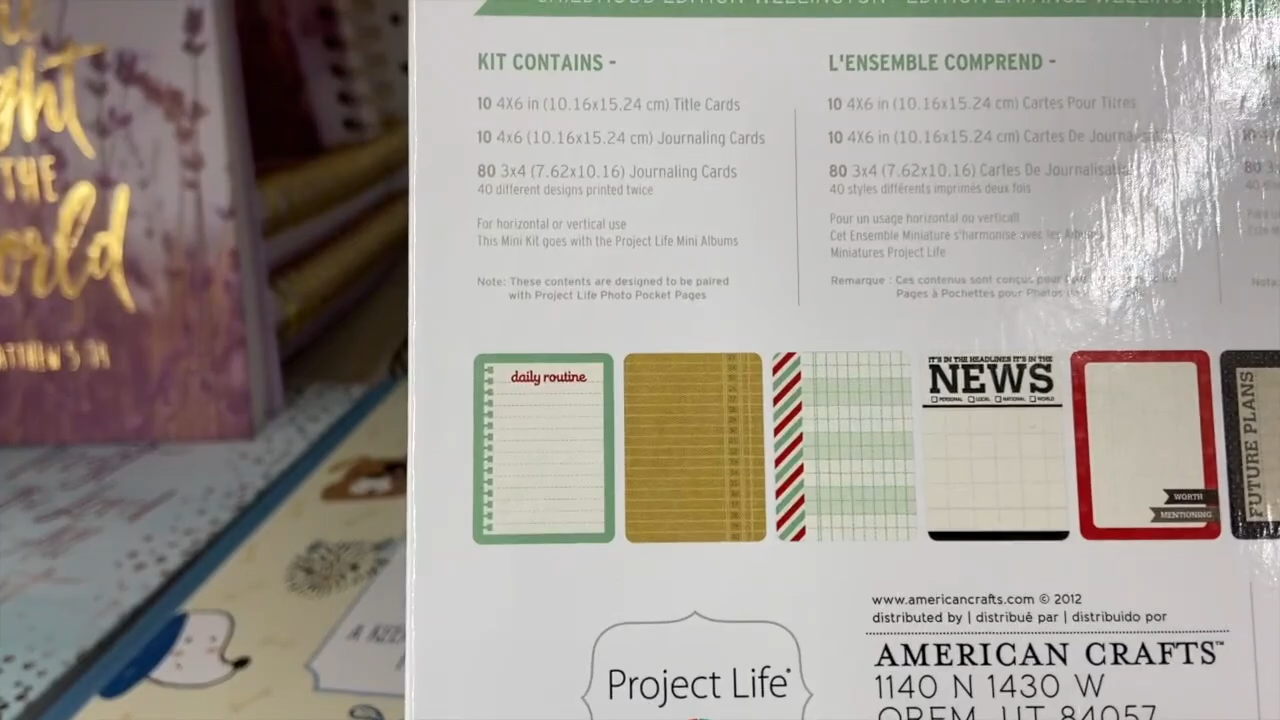 KIT CONTAINS -
10 4X6 in (10.16x15.24 cm) Title Cards
10 4x6 (10.16x15.24 cm) Journaling Cards
80 3x4 (7.62x10.16) Journaling Cards
40 different designs printed twice
For horizontal or vertical use
This Mini Kit goes with the Project Life Mini Albums
Note: These contents are designed to be paired
with Project Life Photo Pocket Pages
L'ENSEMBLE COMPREND -
10 4X6 in (10.16x15.24 cm) Cartes Pour Titres
10 4X6 in (10.16x15.24 cm) Cartes De
80 3x4 (7.62x10.16) Cartes De
40 styles différents imprimés deux fois
Pour un usage horizontal ou vertical!
Cet Ensemble Miniature s'harmonise avec les
Miniatures Project Life
Remarque : Ces contenus sont conçus
Pages à Pochettes pour Photos
daily routine
IT'S IN THE HEADLINES IT'S IN THE
NEWS
PERSONAL LOCAL NATIONAL WORLD
WORTH
MENTIONING
FUTURE PLANS
Project Life
www.americancrafts.com © 2012
distributed by | distribué par | distribuido por
AMERICAN CRAFTS™
1140 N 1430 W
OREM, UT 84057
THE